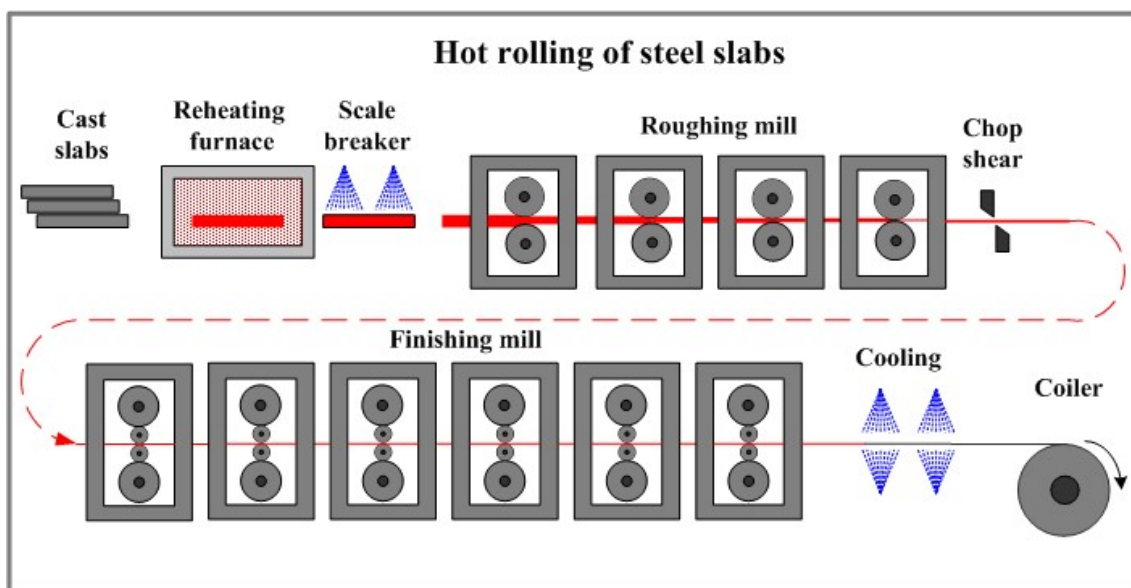 Hot rolling of steel slabs
Cast
slabs
Reheating
furnace
Scale
breaker
Roughing mill
Chop
shear
Finishing mill
Cooling
Coiler